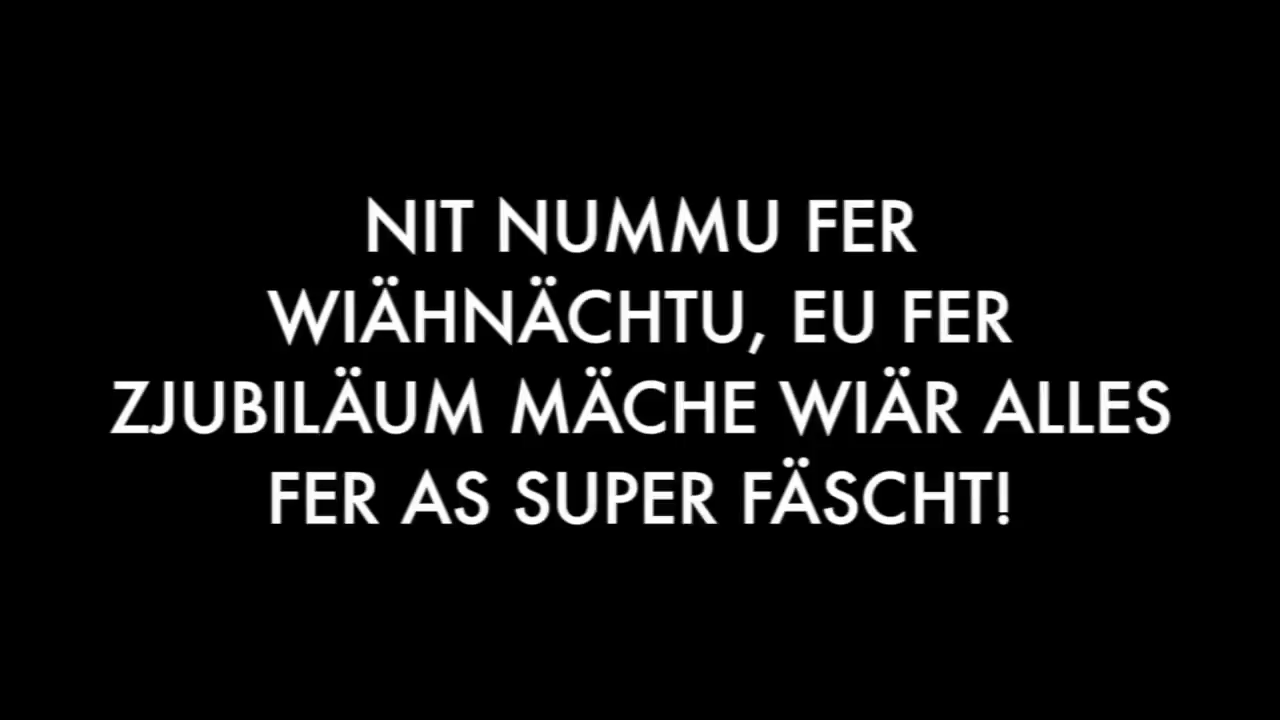 NIT NUMMU FER
WIÄHNÄCHTU, EU FER
ZJUBILÄUM MÄCHE WIÄR ALLES
FER AS SUPER FÄSCHT!